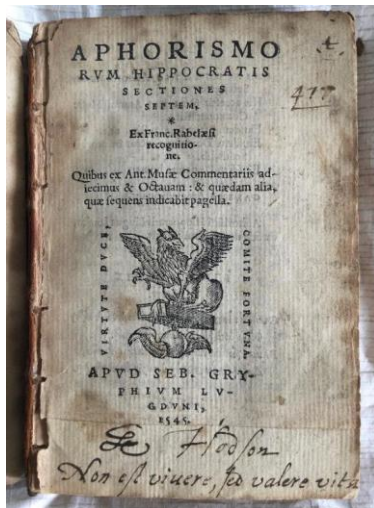 APHORISMO
RVM HIPPOCRATIS
SECTIONES
SEPTEM,
*
Ex Franc. Rabelæsi
recognitio-
ne.
Quibus ex Ant. Musæ Commentariis ad-
iecimus & Octauam : & quædam alia,
quæ sequens indicabit pagella.
VIRTVTE DVCE,
COMITE FORTVNA.
APVD SEB. GRY-
PHIVM LV-
GDVNI,
1545.
Hodson
Non est viuere, sed valere vita